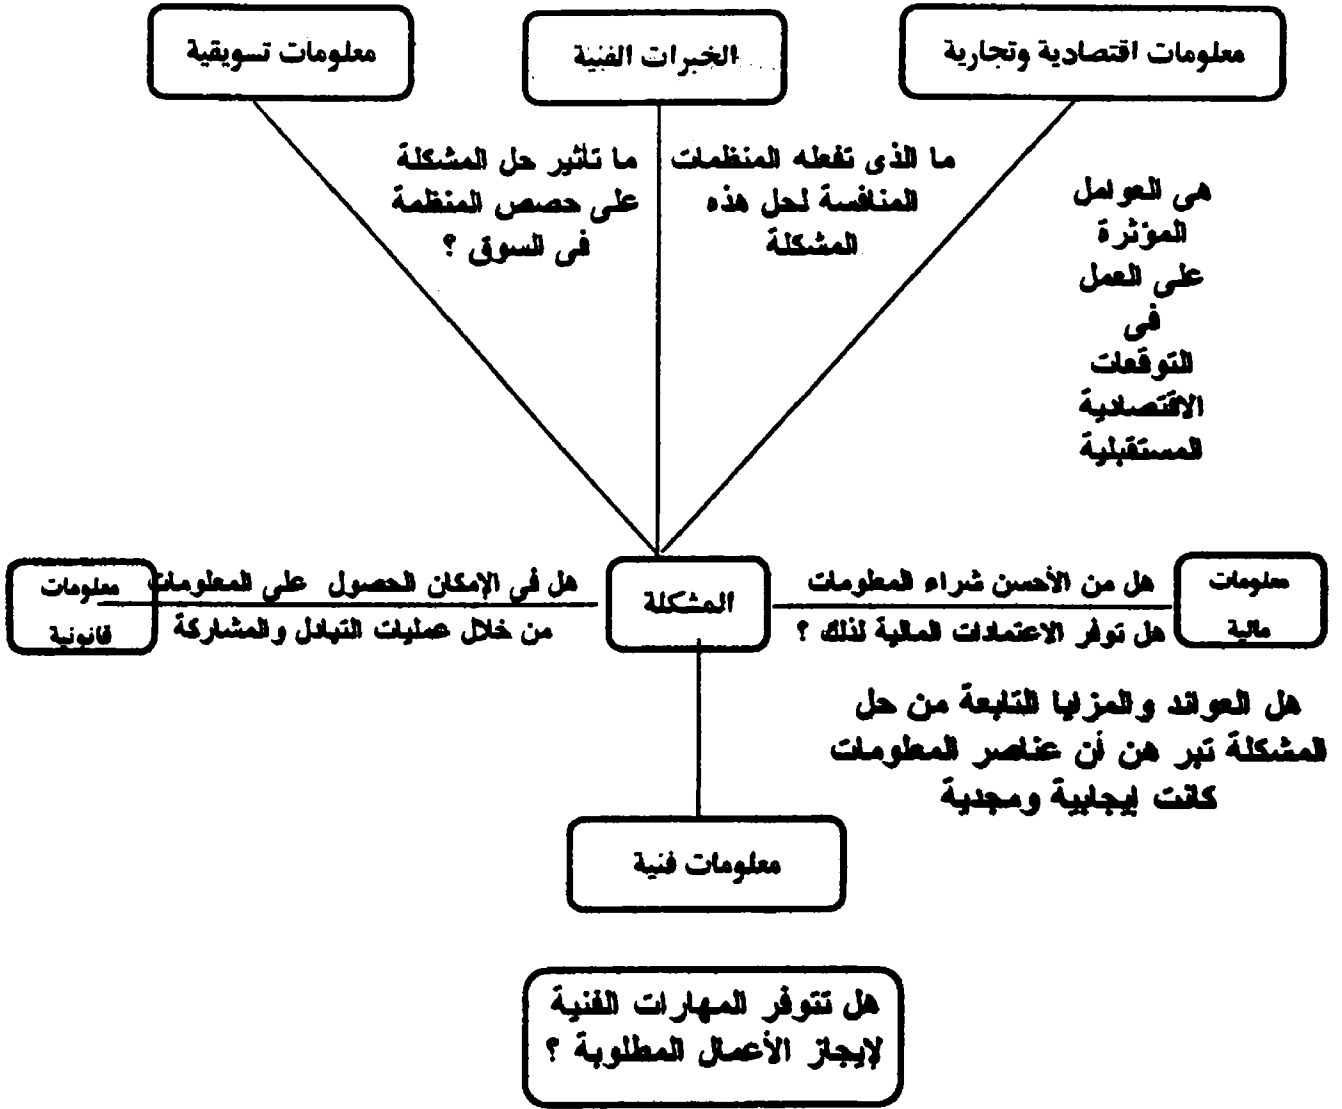 معلومات اقتصادية وتجارية
الخبرات الفنية
معلومات تسويقية
ما الذى تفعله المنظمات
المنافسة لحل هذه
المشكلة
ما تأثير حل المشكلة
على حصص المنظمة
فى السوق ؟
هى العوامل
المؤثرة
على العمل
فى
التوقعات
الاقتصادية
المستقبلية
معلومات
مالية
هل من الأحسن شراء المعلومات
هل توفر الاعتمادات المالية لذلك ؟
المشكلة
هل في الإمكان الحصول على المعلومات
من خلال عمليات التبادل والمشاركة
معلومات
قانونية
هل العوائد والمزايا التابعة من حل
المشكلة تبر هن أن عناصر المعلومات
كانت إيجابية ومجدية
معلومات فنية
هل تتوفر المهارات الفنية
لإيجاز الأعمال المطلوبة ؟